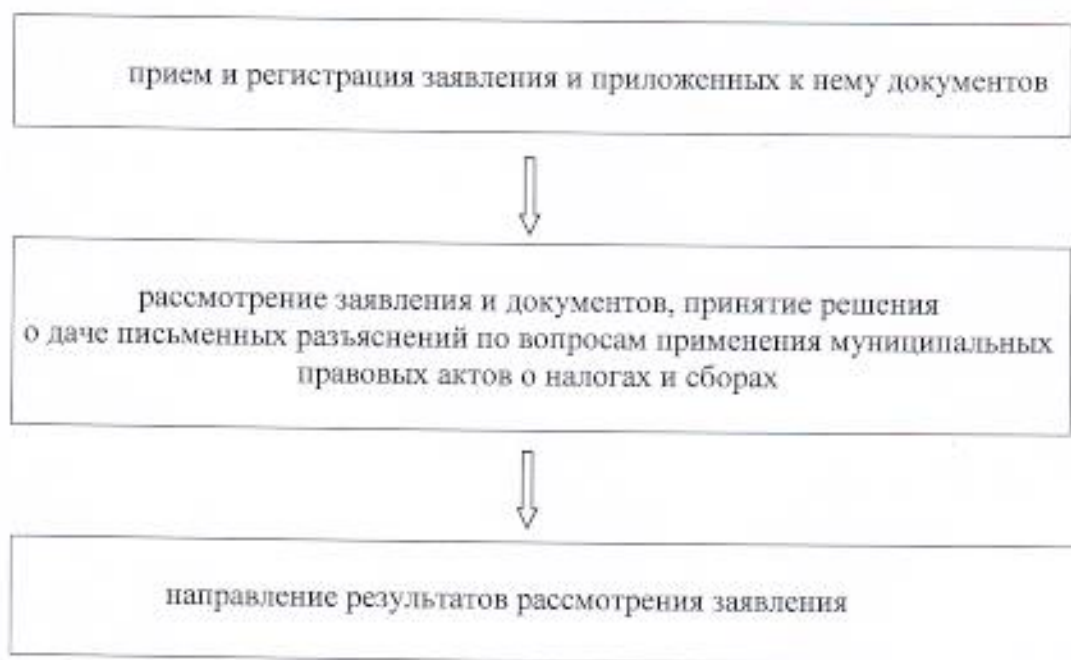 прием и регистрация заявления и приложенных к нему документов
рассмотрение заявления и документов, принятие решения
о даче письменных разъяснений по вопросам применения муниципальных
правовых актов о налогах и сборах
направление результатов рассмотрения заявления